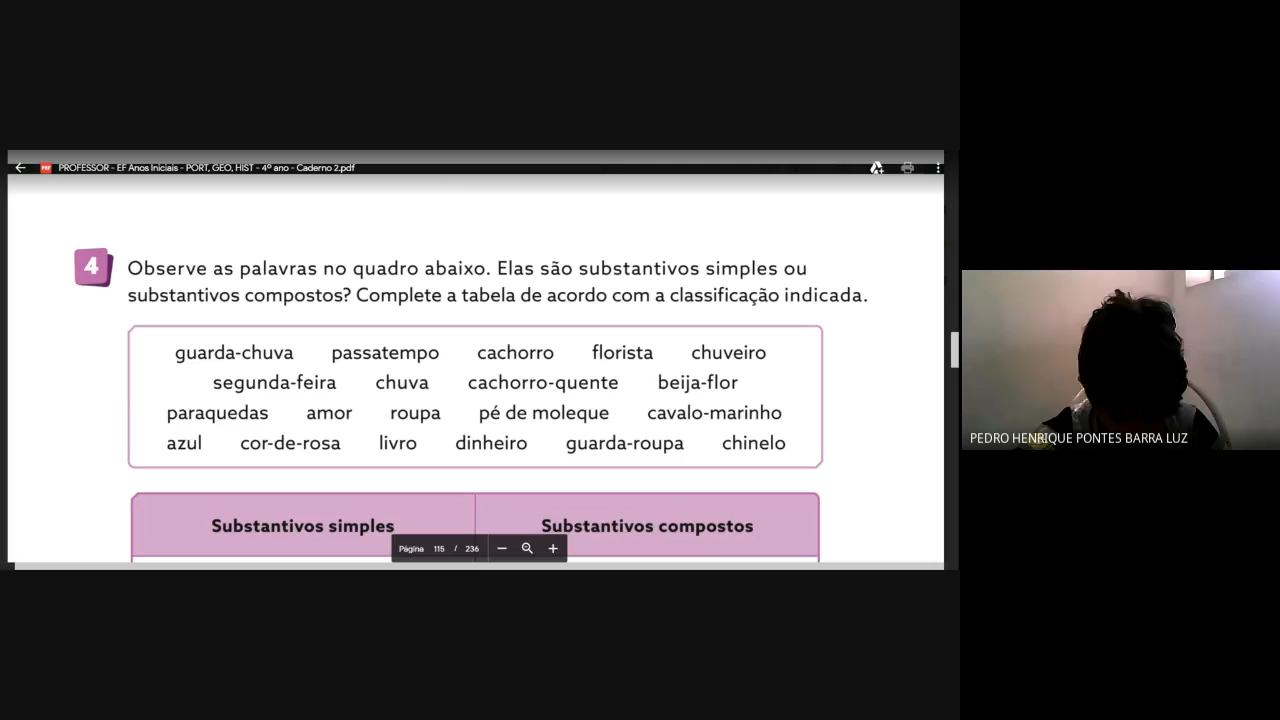 PROFESSOR - EF Anos Iniciais - PORT, GEO, HIST - 4º ano - Caderno 2.pdf
4
Observe as palavras no quadro abaixo. Elas são substantivos simples ou
substantivos compostos? Complete a tabela de acordo com a classificação indicada.
guarda-chuva passatempo cachorro florista chuveiro
segunda-feira chuva cachorro-quente beija-flor
paraquedas amor roupa pé de moleque cavalo-marinho
azul cor-de-rosa livro dinheiro guarda-roupa chinelo
Substantivos simples Substantivos compostos
Página 115 / 236
PEDRO HENRIQUE PONTES BARRA LUZ